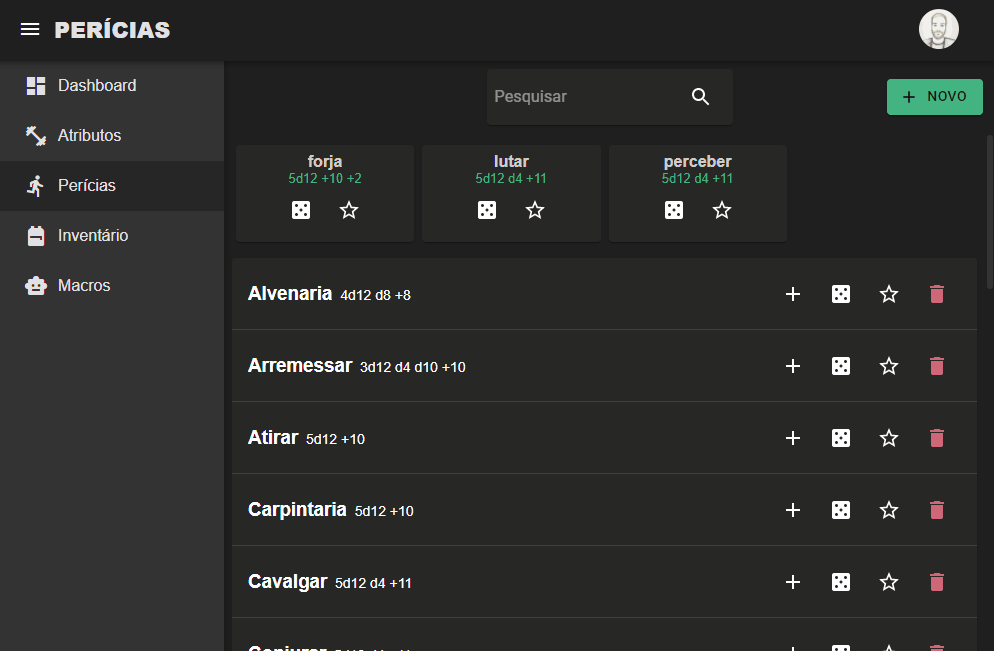 PERÍCIAS
Dashboard
Atributos
Perícias
Inventário
Macros
Pesquisar
NOVO
forja
5d12 +10 +2
lutar
5d12 d4 +11
perceber
5d12 d4 +11
Alvenaria 4d12 d8 +8
Arremessar 3d12 d4 d10 +10
Atirar 5d12 +10
Carpintaria 5d12 +10
Cavalgar 5d12 d4 +11